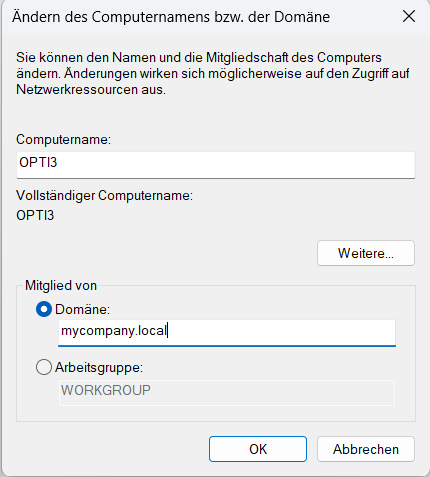 Ändern des Computernamens bzw. der Domäne
Sie können den Namen und die Mitgliedschaft des Computers
ändern. Änderungen wirken sich möglicherweise auf den Zugriff auf
Netzwerkressourcen aus.
Computername:
OPTI3
Vollständiger Computername:
OPTI3
Weitere...
Mitglied von
Domäne:
mycompany.local
Arbeitsgruppe:
WORKGROUP
OK
Abbrechen